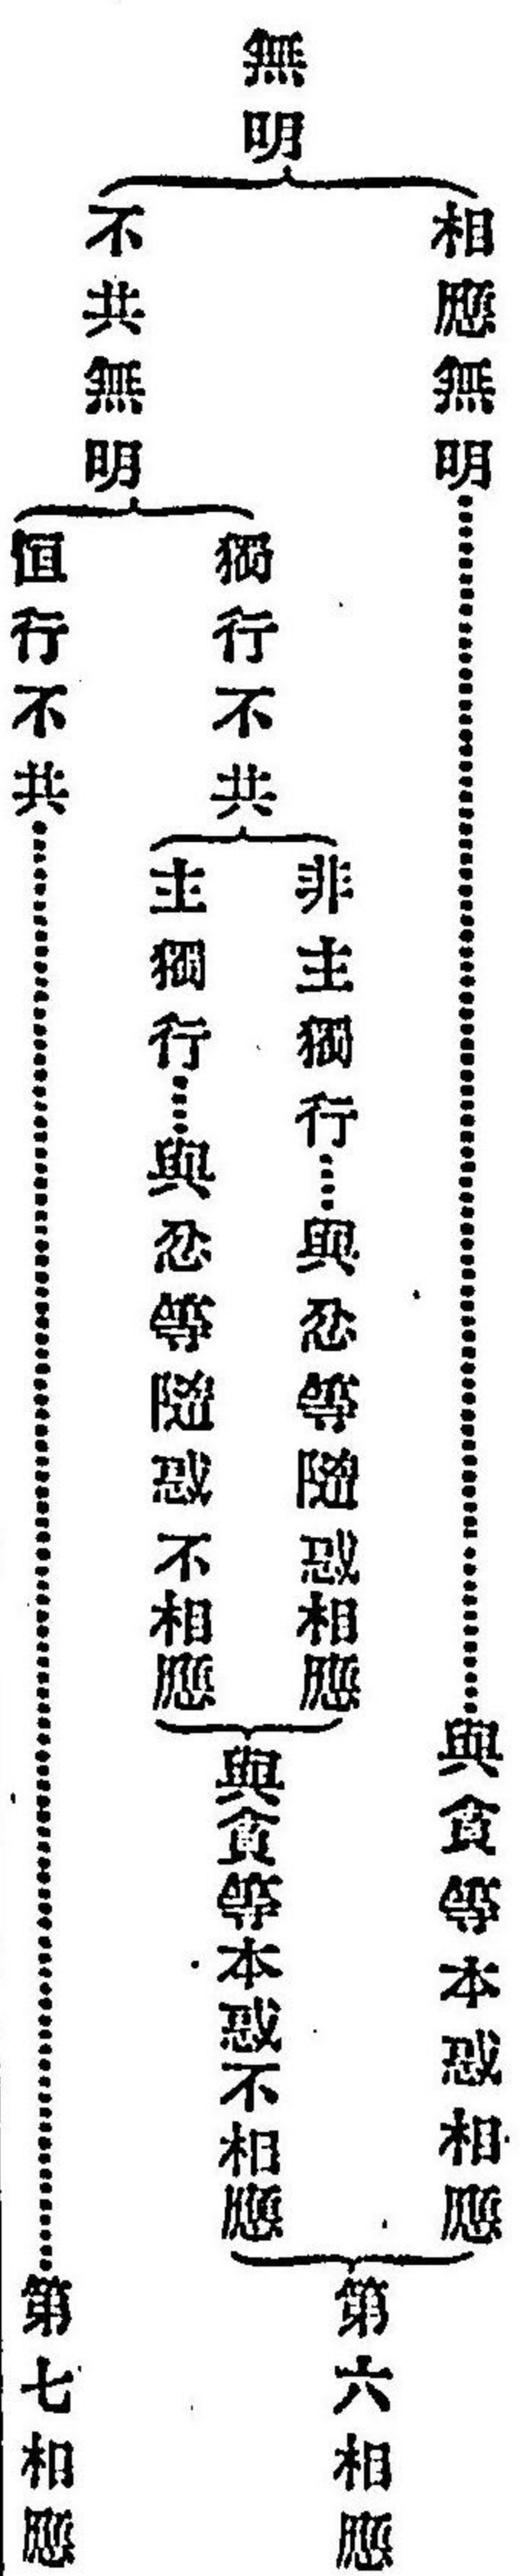 無明
相應無明
與貪等本惑相應
不共無明
獨行不共
非主獨行
與忿等隨惑相應
主獨行
與忿等隨惑不相應
與貪等本惑不相應
第六相應
恒行不共
第七相應